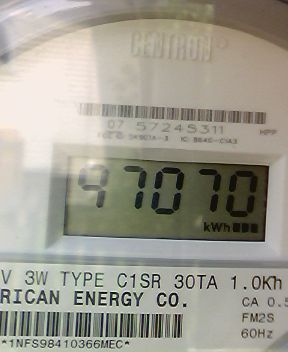 CENTRON®
07 57245311 HPP
97070
kWh
V 3W TYPE C1SR 30TA 1.0Kh
RICAN ENERGY CO. CA 0.5
FM2S
*1NFS98410366MEC* 60Hz